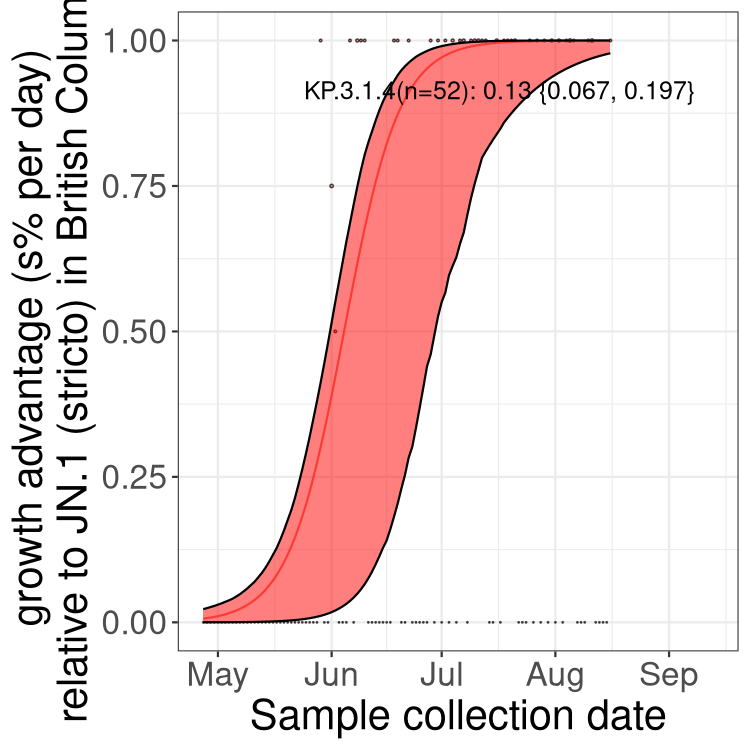 growth advantage (s% per day)
relative to JN.1 (stricto) in British Colum
1.00
0.75
0.50
0.25
0.00
KP.3.1.4(n=52): 0.13 {0.067, 0.197}
May Jun Jul Aug Sep
Sample collection date